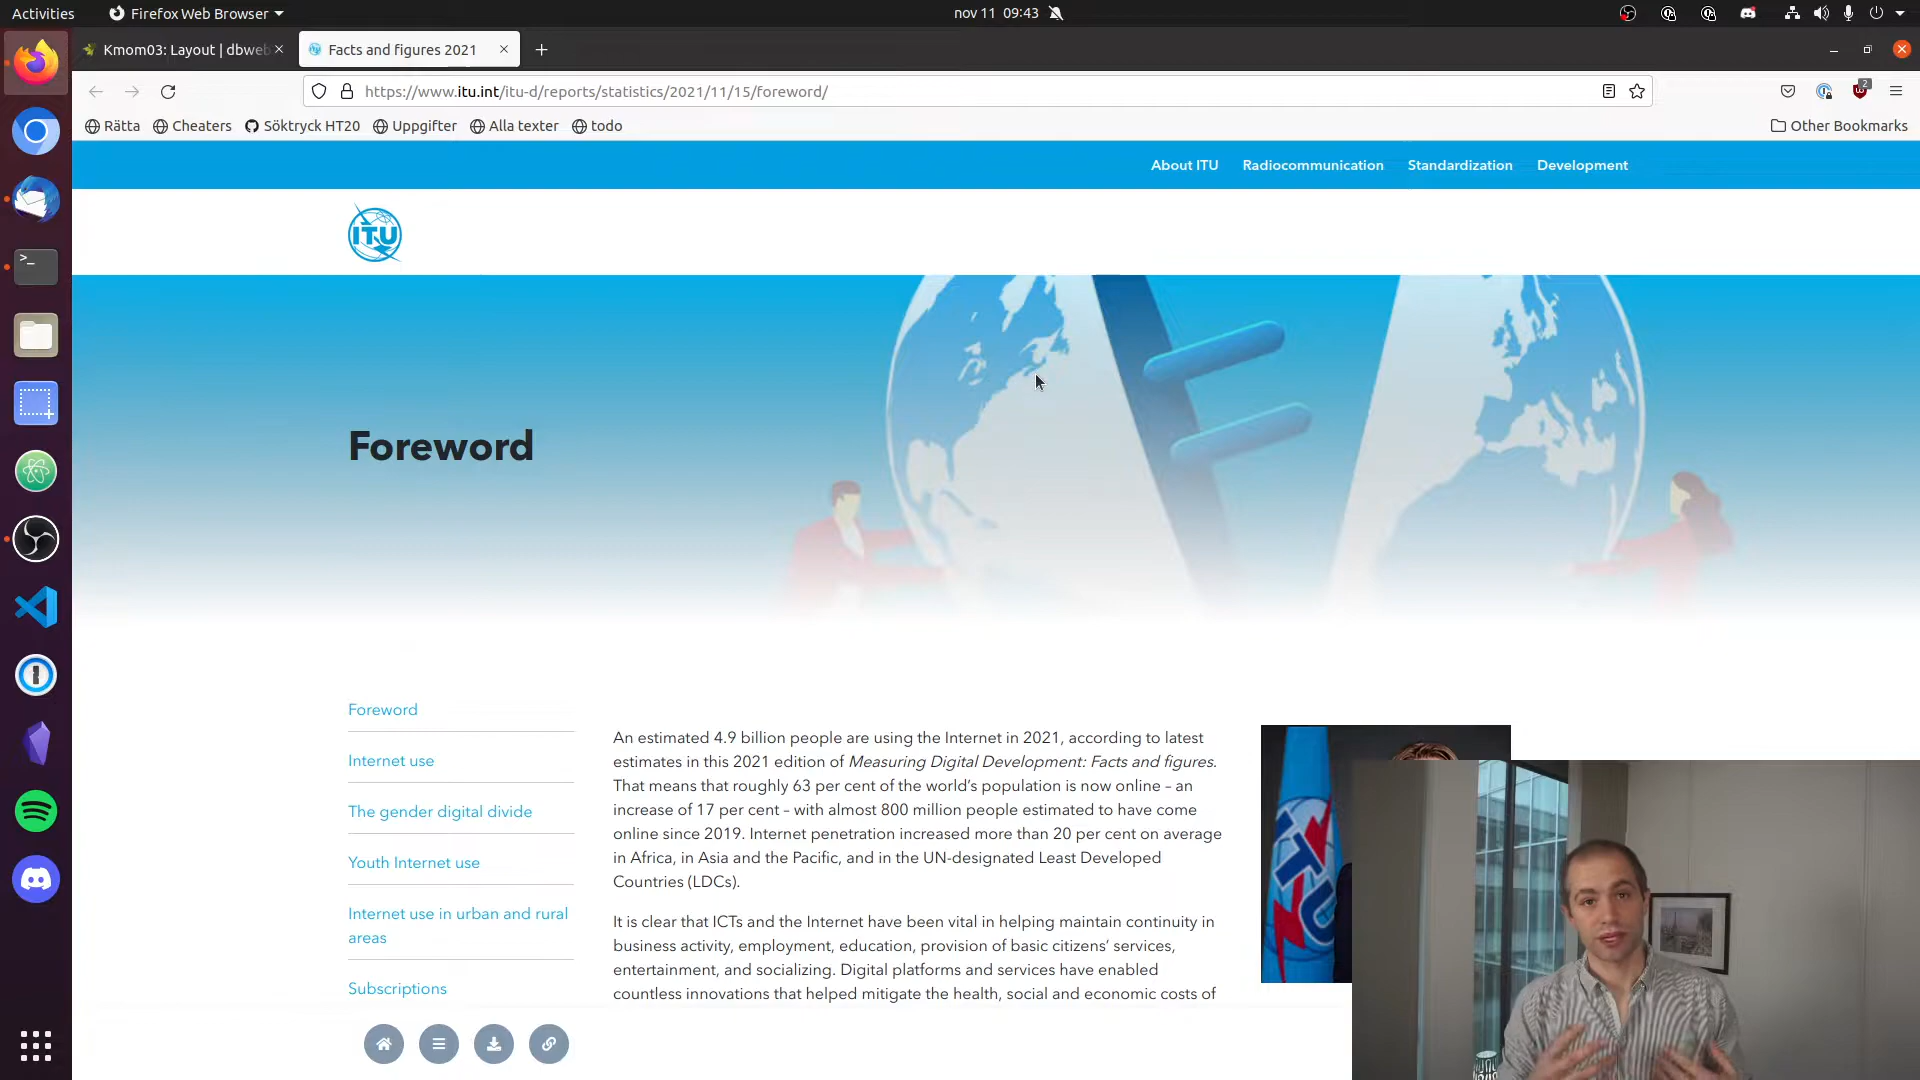 Activities
Firefox Web Browser
nov 11 09:43
Kmom03: Layout | dbweb
Facts and figures 2021
https://www.itu.int/itu-d/reports/statistics/2021/11/15/foreword/
2
Rätta
Cheaters
Söktryck HT20
Uppgifter
Alla texter
todo
Other Bookmarks
About ITU
Radiocommunication
Standardization
Development
ITU
Foreword
Foreword
Internet use
The gender digital divide
Youth Internet use
Internet use in urban and rural
areas
Subscriptions
An estimated 4.9 billion people are using the Internet in 2021, according to latest
estimates in this 2021 edition of Measuring Digital Development: Facts and figures.
That means that roughly 63 per cent of the world's population is now online – an
increase of 17 per cent – with almost 800 million people estimated to have come
online since 2019. Internet penetration increased more than 20 per cent on average
in Africa, in Asia and the Pacific, and in the UN-designated Least Developed
Countries (LDCs).
It is clear that ICTs and the Internet have been vital in helping maintain continuity in
business activity, employment, education, provision of basic citizens' services,
entertainment, and socializing. Digital platforms and services have enabled
countless innovations that helped mitigate the health, social and economic costs of
ITU